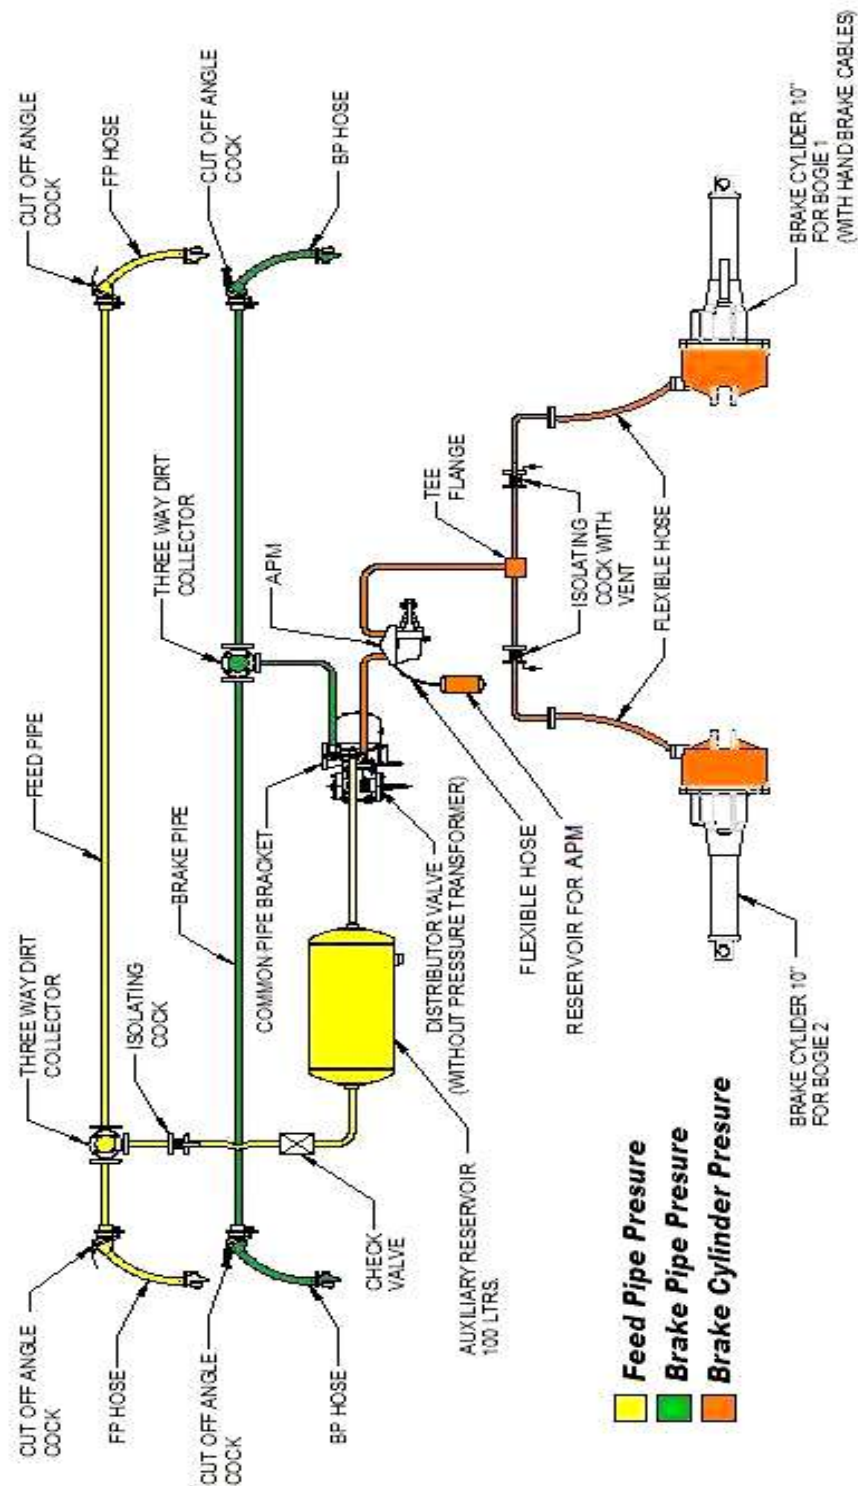 CUT OFF ANGLE
COCK
FP HOSE
CUT OFF ANGLE
COCK
BP HOSE
THREE WAY DIRT
COLLECTOR
ISOLATING
COCK
CHECK
VALVE
AUXILIARY RESERVOIR
100 LTRS.
FEED PIPE
BRAKE PIPE
COMMON PIPE BRACKET
DISTRIBUTOR VALVE
(WITHOUT PRESSURE TRANSFORMER)
FLEXIBLE HOSE
RESERVOIR FOR APM
THREE WAY DIRT
COLLECTOR
APM
TEE
FLANGE
ISOLATING
COCK WITH
VENT
FLEXIBLE HOSE
CUT OFF ANGLE
COCK
FP HOSE
CUT OFF ANGLE
COCK
BP HOSE
BRAKE CYLIDER 10"
FOR BOGIE 1
(WITH HAND BRAKE CABLES)
BRAKE CYLIDER 10"
FOR BOGIE 2
Feed Pipe Presure
Brake Pipe Presure
Brake Cylinder Presure